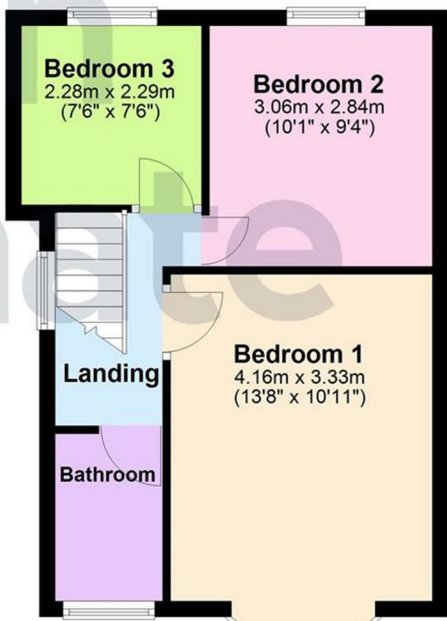 Bedroom 3
2.28m x 2.29m
(7'6" x 7'6")
Bedroom 2
3.06m x 2.84m
(10'1" x 9'4")
Bedroom 1
4.16m x 3.33m
(13'8" x 10'11")
Landing
Bathroom